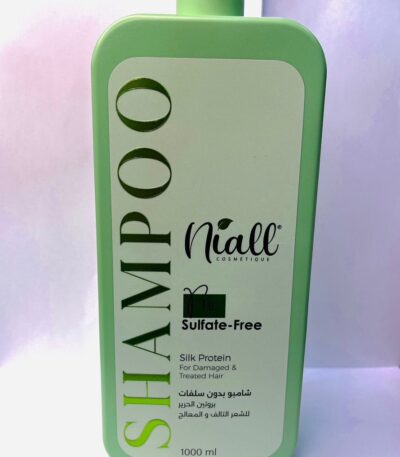 SHAMPOO
Niall®
COSMETIQUE
Sulfate-Free
Silk Protein
For Damaged &
Treated Hair
شامبو بدون سلفات
بروتين الحرير
للشعر التالف و المعالج
1000 ml